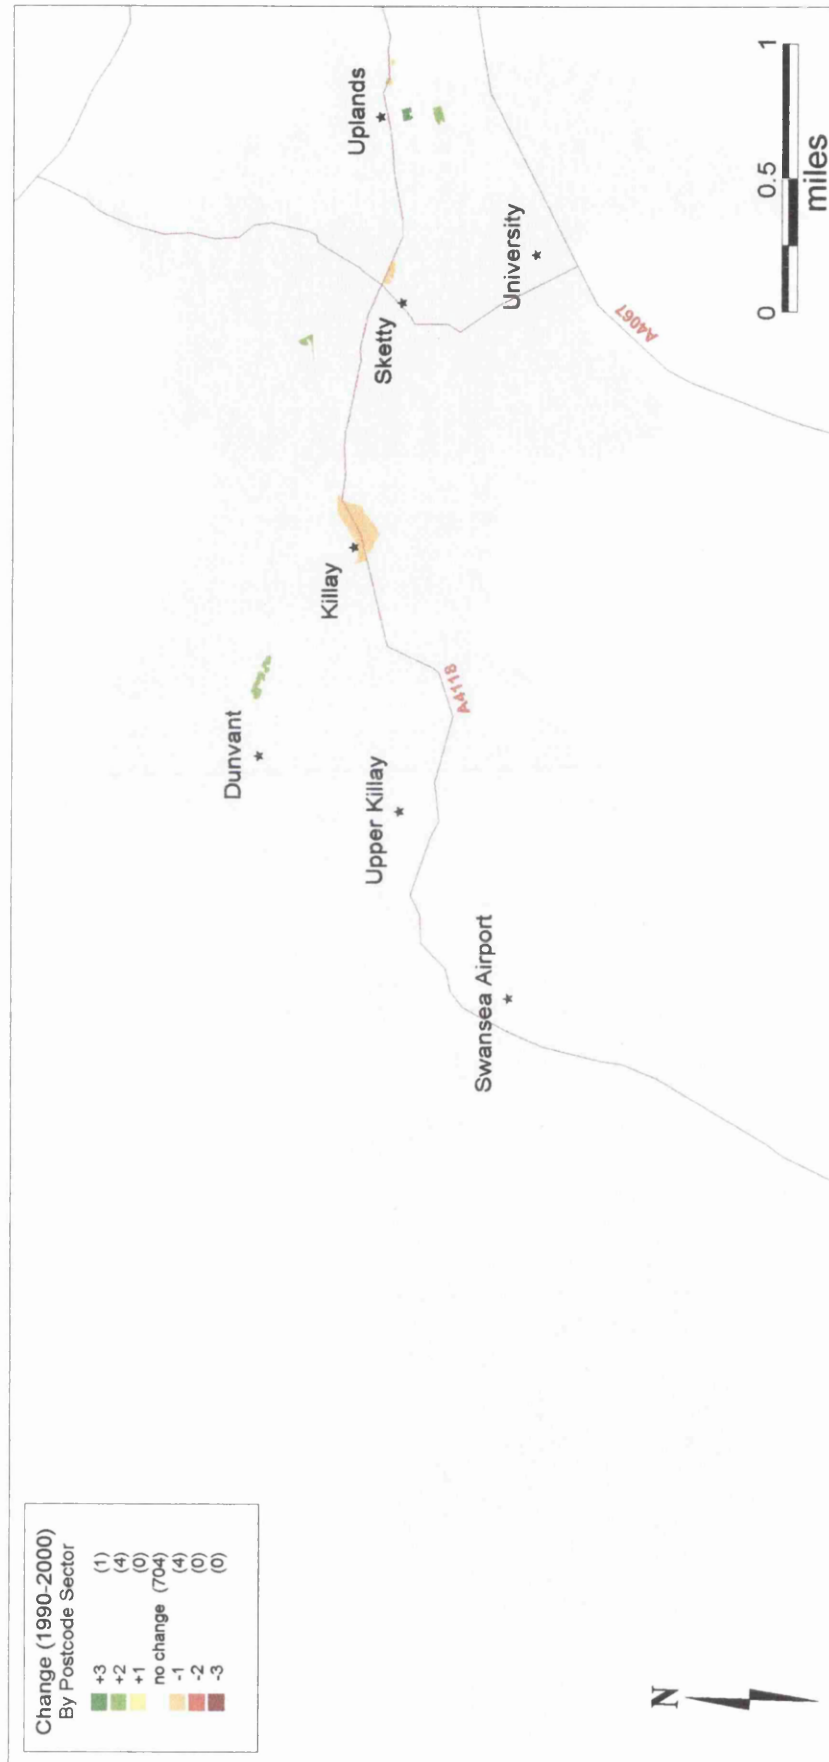 Change (1990-2000)
By Postcode Sector
+3 (1)
+2 (4)
+1 (0)
no change (704)
-1 (4)
-2 (0)
-3 (0)
Dunvant
Killay
Sketty
Uplands
Upper Killay
University
Swansea Airport
A4118
A4067
N
0 0.5 1
miles